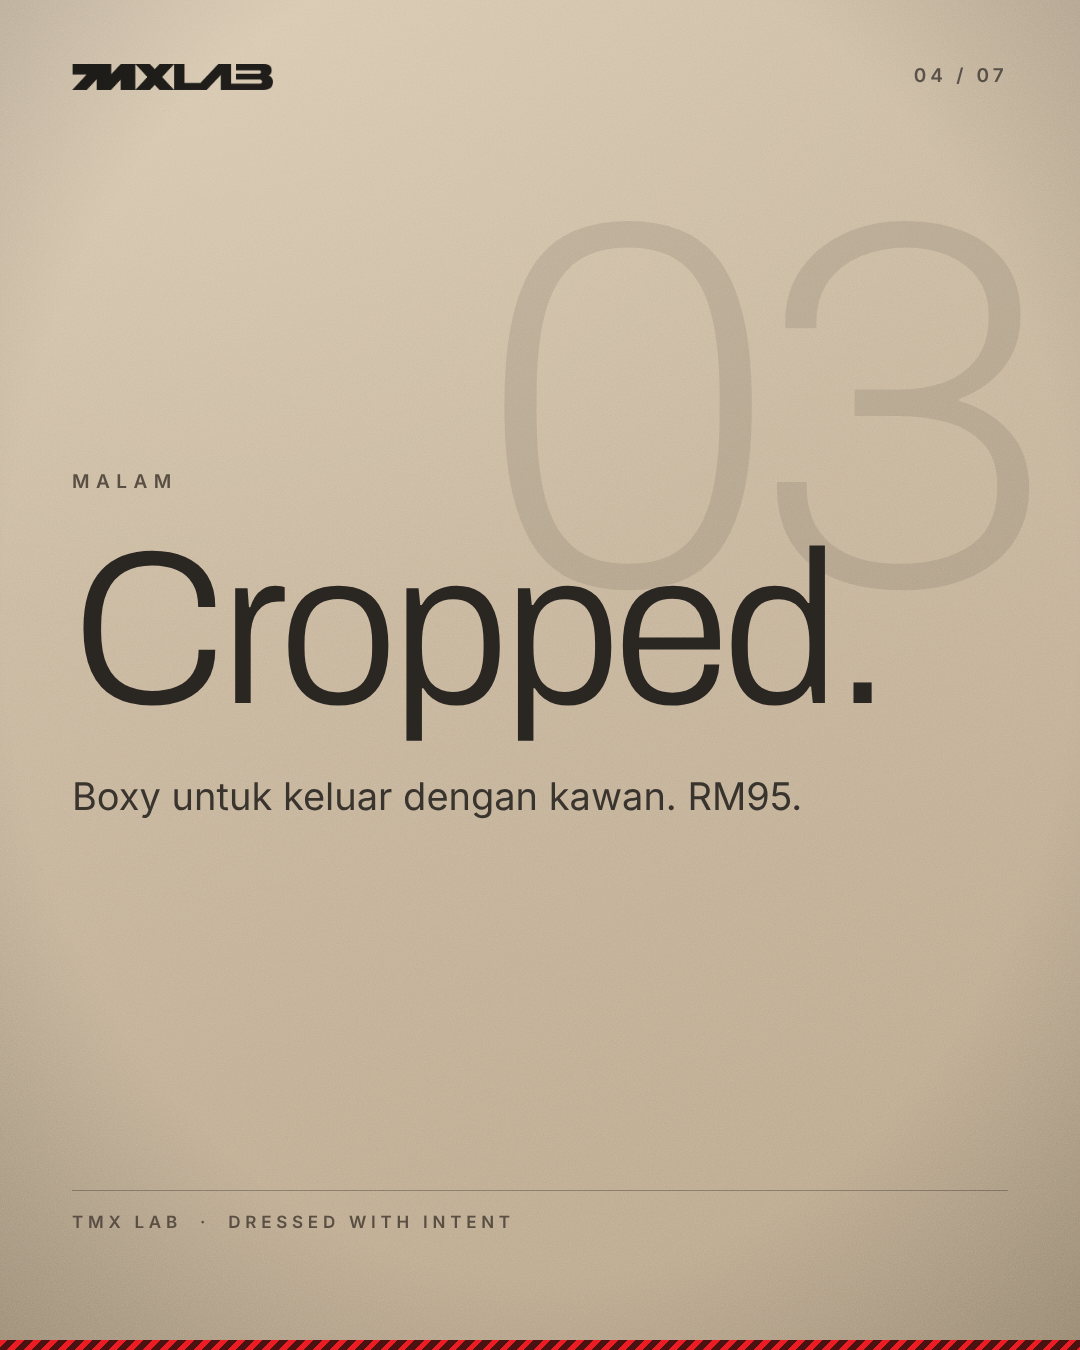 TMXLAB
04 / 07
03
MALAM
Cropped.
Boxy untuk keluar dengan kawan. RM95.
TMX LAB · DRESSED WITH INTENT